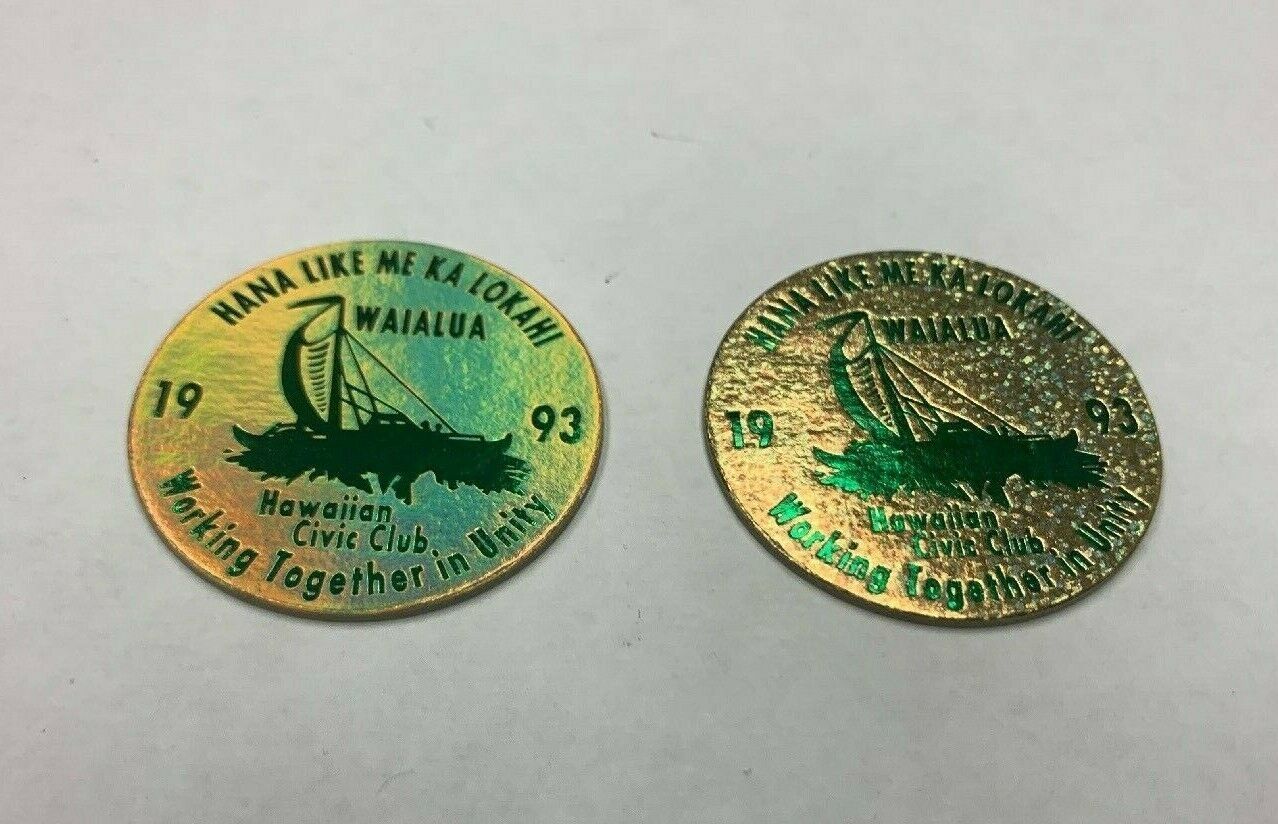 HANA LIKE ME KA LOKAHI
WAIALUA
19 93
Hawaiian
Civic Club
Working Together in Unity
HANA LIKE ME KA LOKAHI
WAIALUA
19 93
Hawaiian
Civic Club
Working Together in Unity